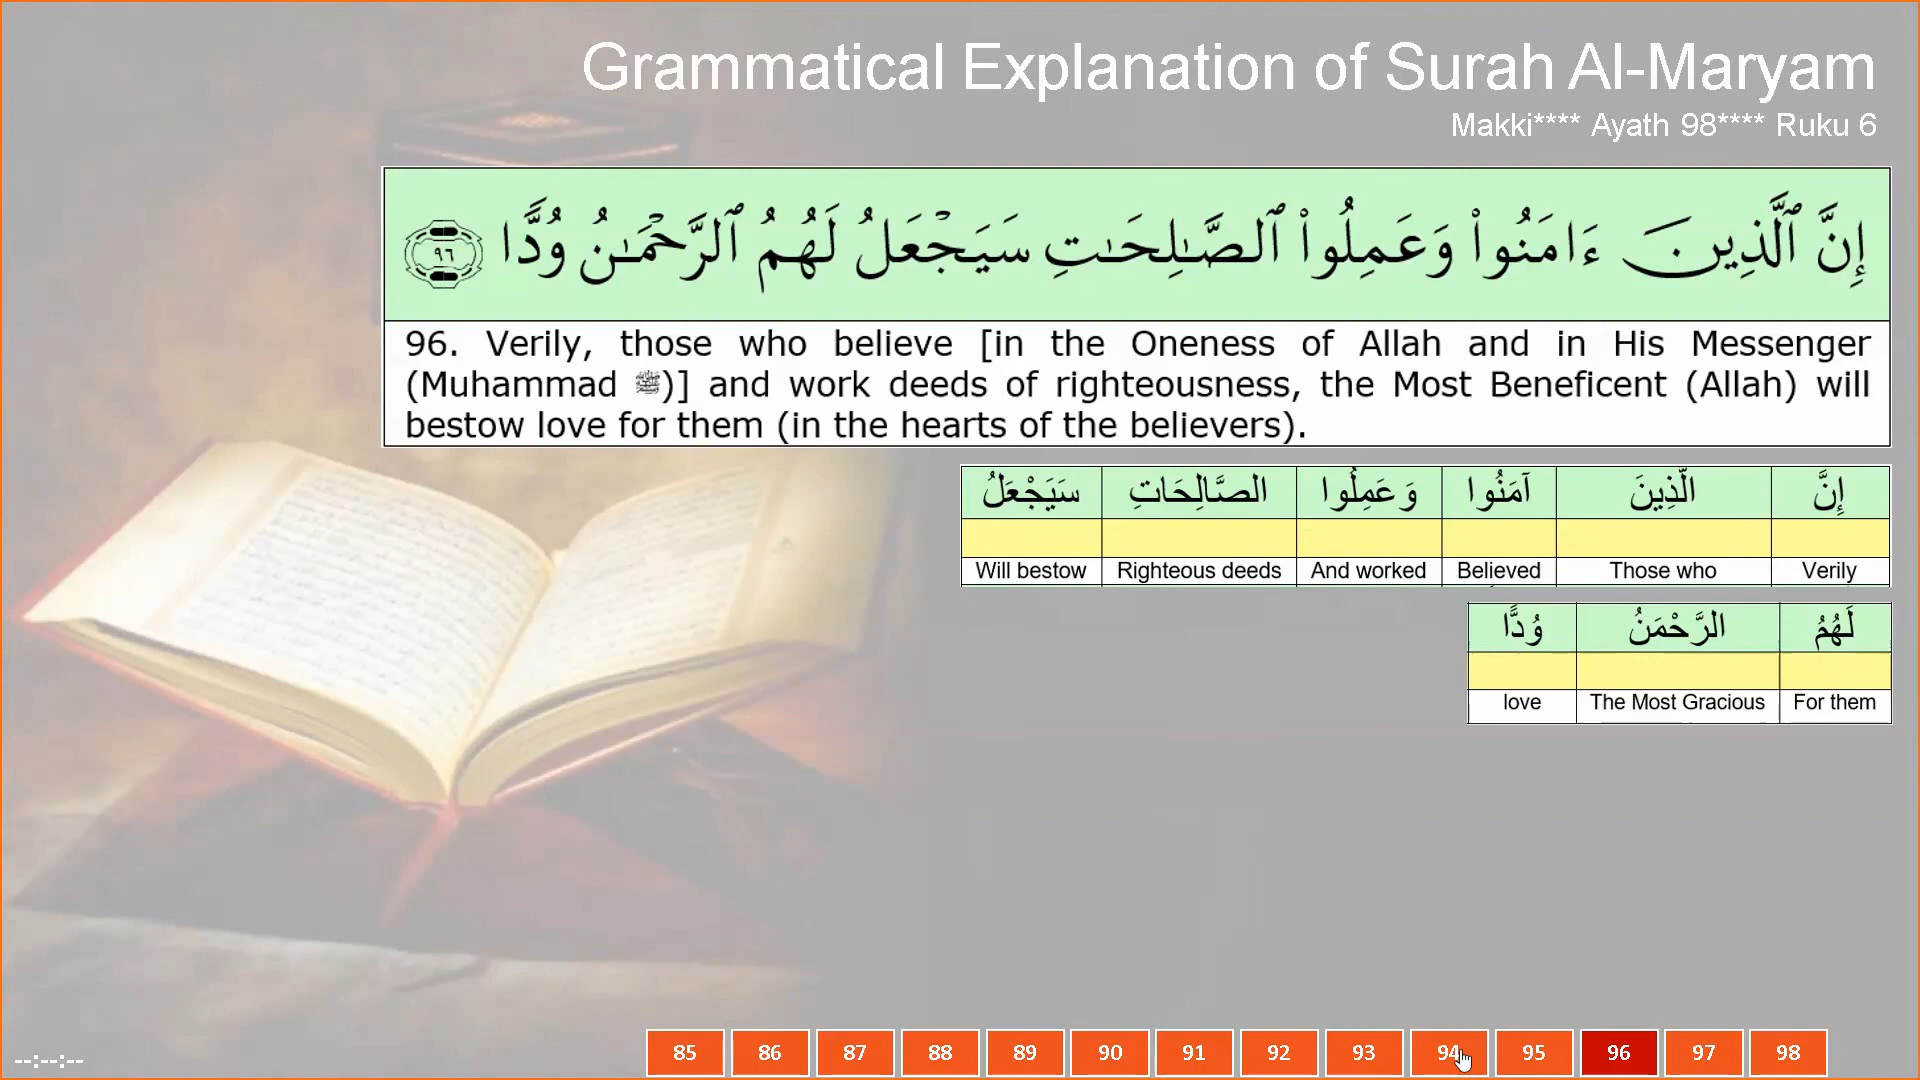 Grammatical Explanation of Surah Al-Maryam
Makki**** Ayath 98**** Ruku 6
إِنَّ ٱلَّذِينَ ءَامَنُوا۟ وَعَمِلُوا۟ ٱلصَّـٰلِحَـٰتِ سَيَجْعَلُ لَهُمُ ٱلرَّحْمَـٰنُ وُدًّا ٩٦
96. Verily, those who believe [in the Oneness of Allah and in His Messenger
(Muhammad ﷺ)] and work deeds of righteousness, the Most Beneficent (Allah) will
bestow love for them (in the hearts of the believers).
إِنَّ الَّذِينَ آمَنُوا وَعَمِلُوا الصَّالِحَاتِ سَيَجْعَلُ
Will bestow Righteous deeds And worked Believed Those who Verily
لَهُمُ الرَّحْمَنُ وُدًّا
love The Most Gracious For them
--:--:-- 85 86 87 88 89 90 91 92 93 94 95 96 97 98